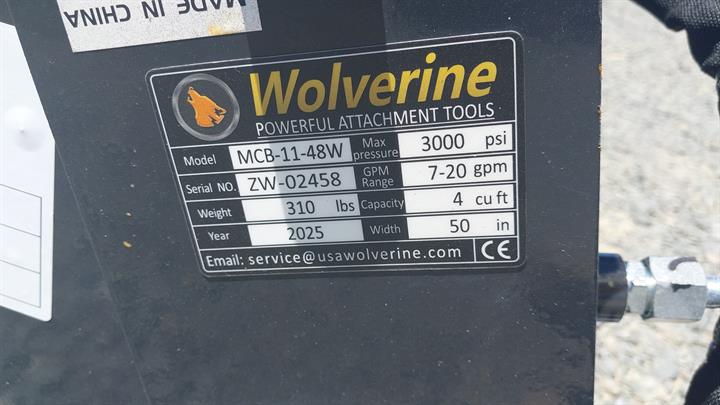 MADE IN CHINA
Wolverine
POWERFUL ATTACHMENT TOOLS
Model MCB-11-48W Max pressure 3000 psi
Serial NO. ZW-02458 GPM Range 7-20 gpm
Weight 310 lbs Capacity 4 cu ft
Year 2025 Width 50 in
Email: service@usawolverine.com CE